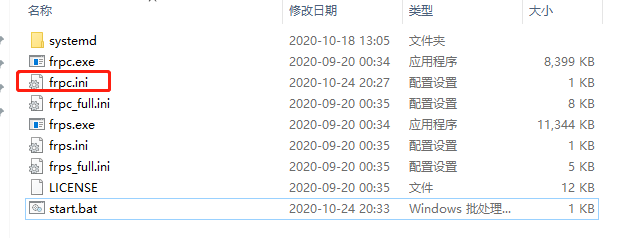 名称 修改日期 类型 大小
systemd 2020-10-18 13:05 文件夹
frpc.exe 2020-09-20 00:34 应用程序 8,399 KB
frpc.ini 2020-10-24 20:27 配置设置 1 KB
frpc_full.ini 2020-09-20 00:35 配置设置 8 KB
frps.exe 2020-09-20 00:34 应用程序 11,344 KB
frps.ini 2020-09-20 00:35 配置设置 1 KB
frps_full.ini 2020-09-20 00:35 配置设置 5 KB
LICENSE 2020-09-20 00:35 文件 12 KB
start.bat 2020-10-24 20:33 Windows 批处理... 1 KB